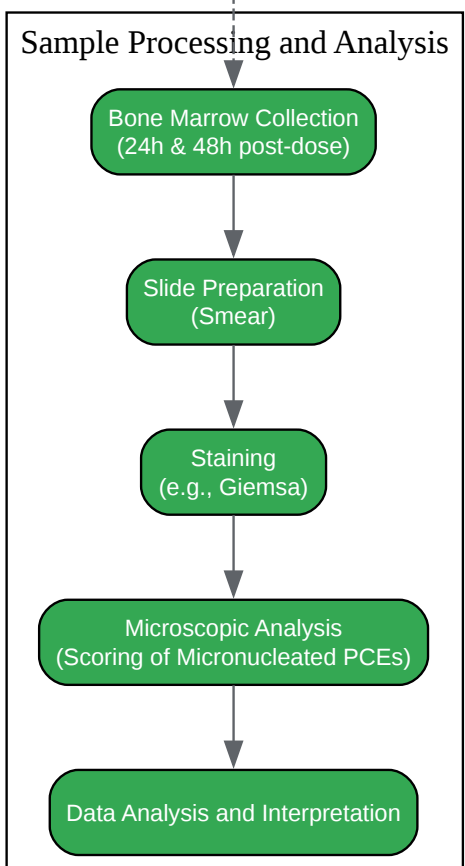 Sample Processing and Analysis
Bone Marrow Collection
(24h & 48h post-dose)
Slide Preparation
(Smear)
Staining
(e.g., Giemsa)
Microscopic Analysis
(Scoring of Micronucleated PCEs)
Data Analysis and Interpretation